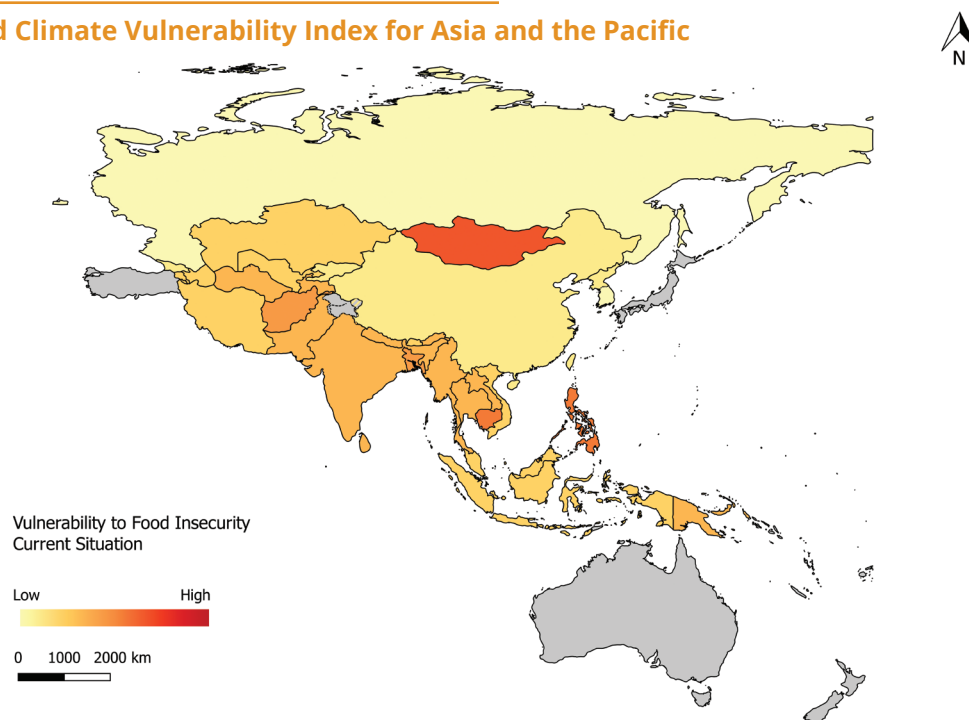 Climate Vulnerability Index for Asia and the Pacific
N
Vulnerability to Food Insecurity
Current Situation
Low High
0 1000 2000 km